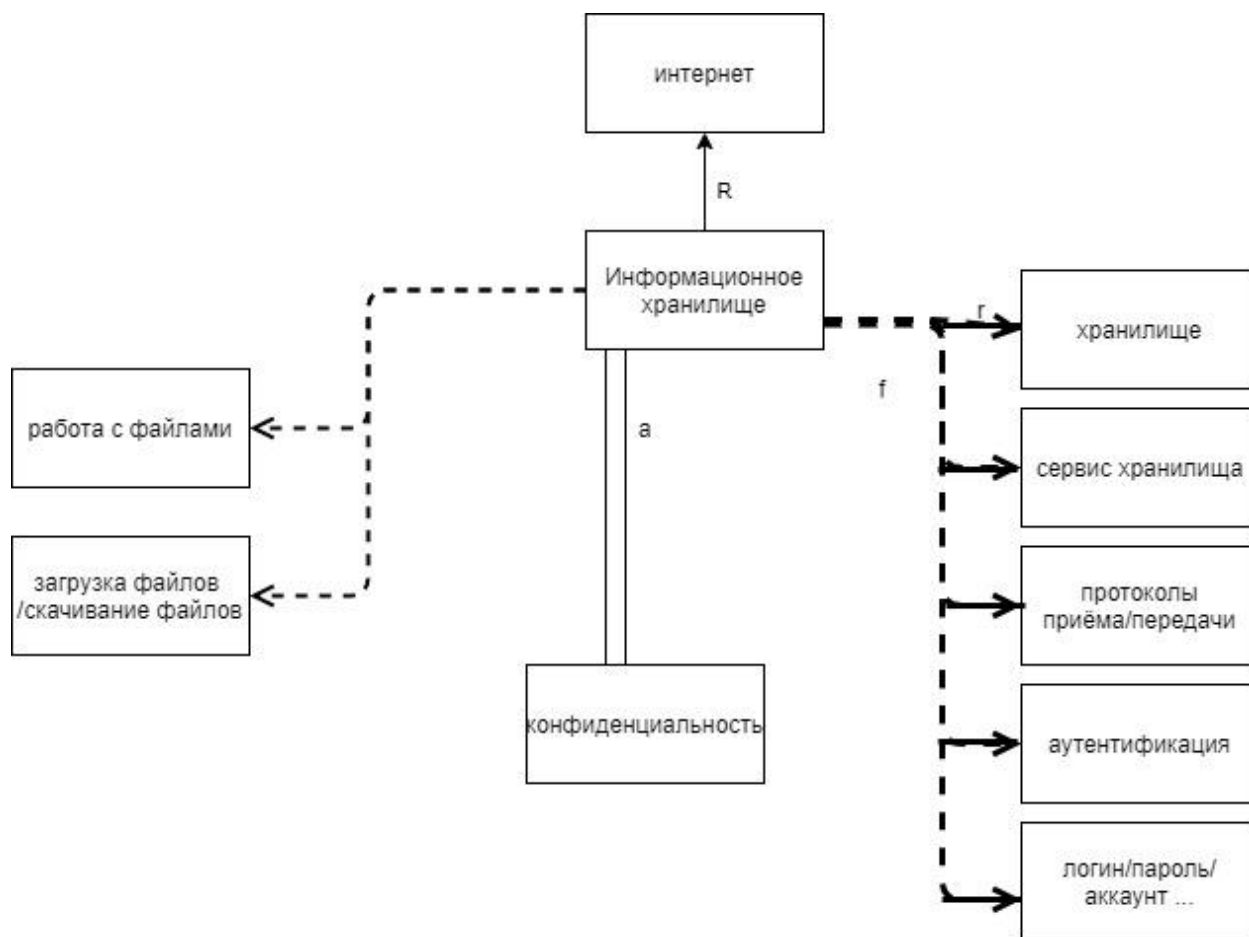 интернет
R
Информационное
хранилище
r
хранилище
f
работа с файлами
a
сервис хранилища
загрузка файлов
/скачивание файлов
протоколы
приёма/передачи
конфиденциальность
аутентификация
логин/пароль/
аккаунт ...